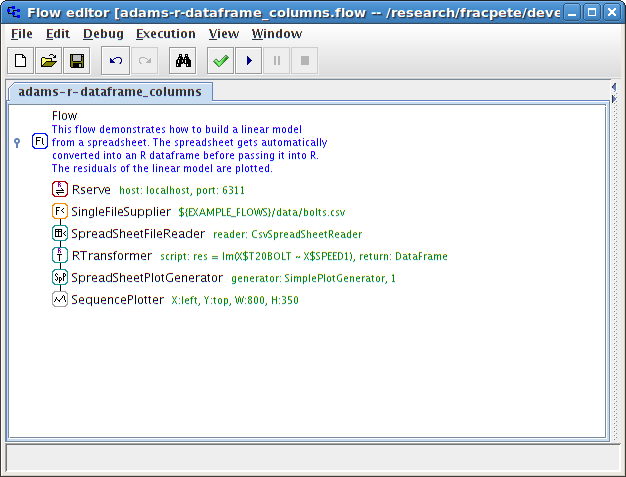 Flow editor [adams-r-dataframe_columns.flow -- /research/fracpete/deve
File Edit Debug Execution View Window
adams-r-dataframe_columns
Flow
Fl
This flow demonstrates how to build a linear model
from a spreadsheet. The spreadsheet gets automatically
converted into an R dataframe before passing it into R.
The residuals of the linear model are plotted.
R Rserve host: localhost, port: 6311
F< SingleFileSupplier ${EXAMPLE_FLOWS}/data/bolts.csv
SpreadSheetFileReader reader: CsvSpreadSheetReader
R T RTransformer script: res = lm(X$T20BOLT ~ X$SPEED1), return: DataFrame
SpP SpreadSheetPlotGenerator generator: SimplePlotGenerator, 1
SequencePlotter X:left, Y:top, W:800, H:350